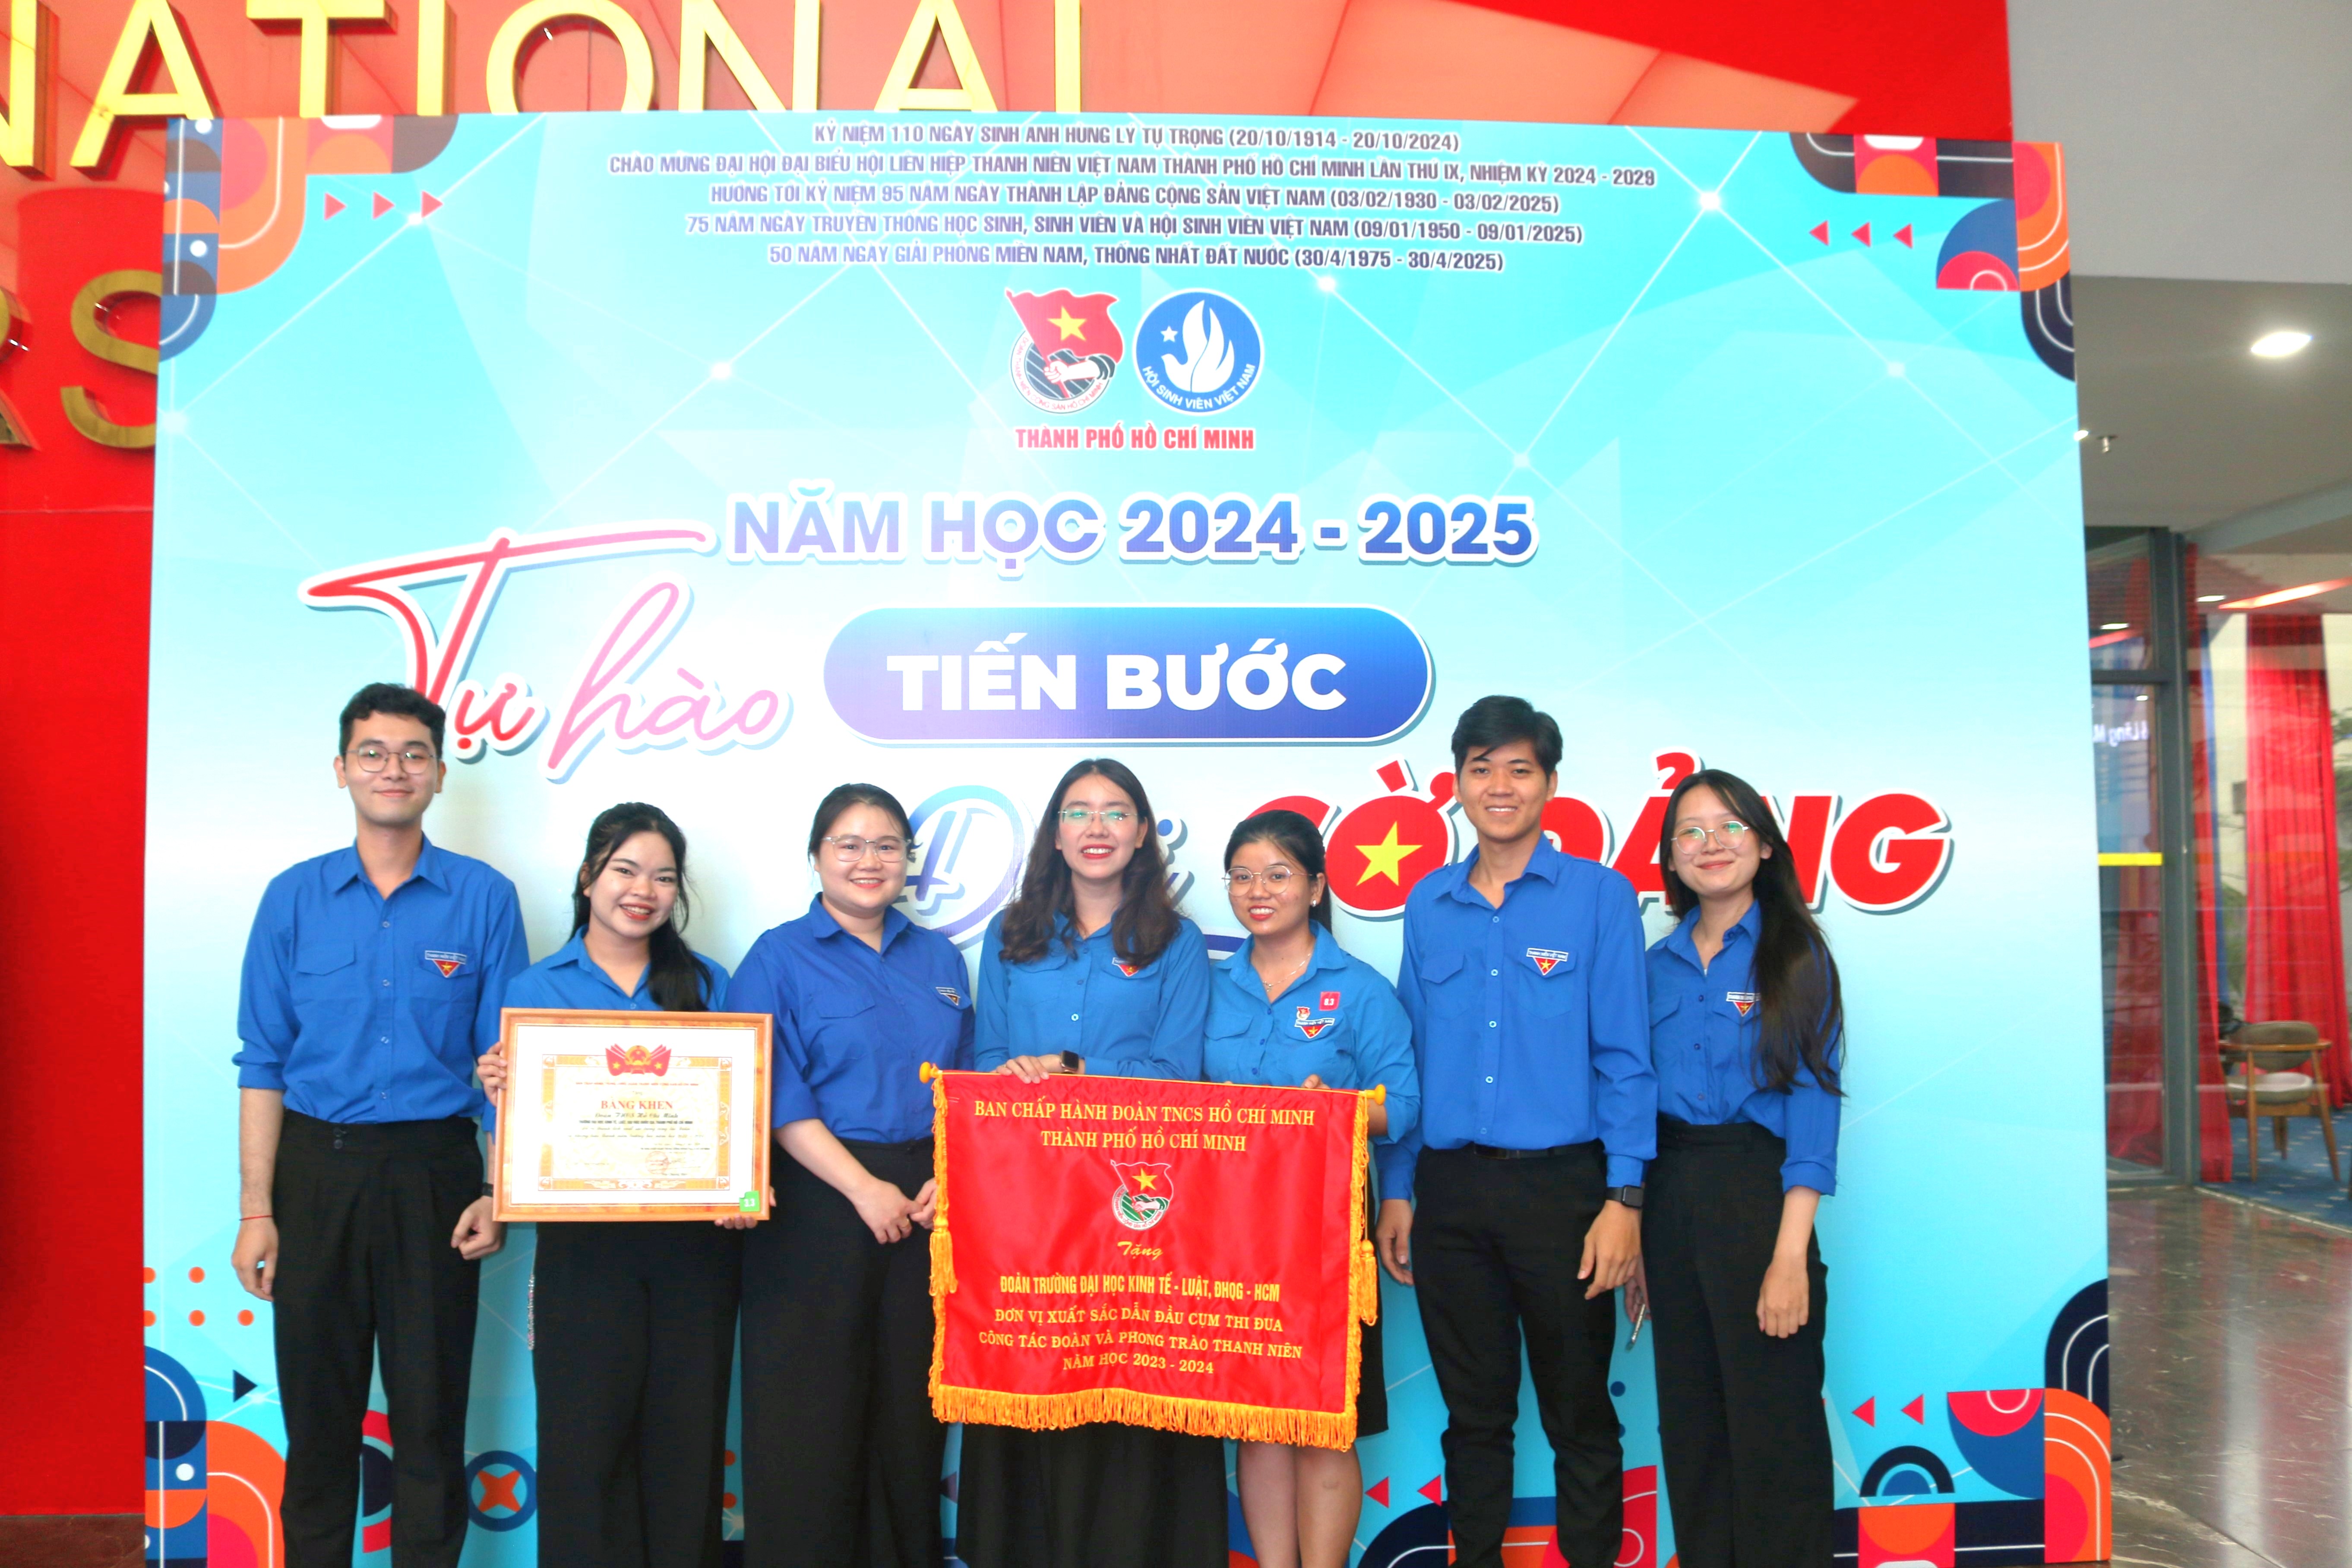 NATIONAL
RS
KỶ NIỆM 110 NGÀY SINH ANH HÙNG LÝ TỰ TRỌNG (20/10/1914 - 20/10/2024)
CHÀO MỪNG ĐẠI HỘI ĐẠI BIỂU HỘI LIÊN HIỆP THANH NIÊN VIỆT NAM THÀNH PHỐ HỒ CHÍ MINH LẦN THỨ IX, NHIỆM KỲ 2024 - 2029
HƯỚNG TỚI KỶ NIỆM 95 NĂM NGÀY THÀNH LẬP ĐẢNG CỘNG SẢN VIỆT NAM (03/02/1930 - 03/02/2025)
75 NĂM NGÀY TRUYỀN THỐNG HỌC SINH, SINH VIÊN VÀ HỘI SINH VIÊN VIỆT NAM (09/01/1950 - 09/01/2025)
50 NĂM NGÀY GIẢI PHÓNG MIỀN NAM, THỐNG NHẤT ĐẤT NƯỚC (30/4/1975 - 30/4/2025)
HỘI SINH VIÊN VIỆT NAM
THÀNH PHỐ HỒ CHÍ MINH
NĂM HỌC 2024 - 2025
Tự hào TIẾN BƯỚC
CỜ ĐẢNG
BẰNG KHEN
3.3
BAN CHẤP HÀNH ĐOÀN TNCS HỒ CHÍ MINH
THÀNH PHỐ HỒ CHÍ MINH
Tặng
ĐOÀN TRƯỜNG ĐẠI HỌC KINH TẾ - LUẬT, ĐHQG - HCM
ĐƠN VỊ XUẤT SẮC DẪN ĐẦU CỤM THI ĐUA
CÔNG TÁC ĐOÀN VÀ PHONG TRÀO THANH NIÊN
NĂM HỌC 2023 - 2024